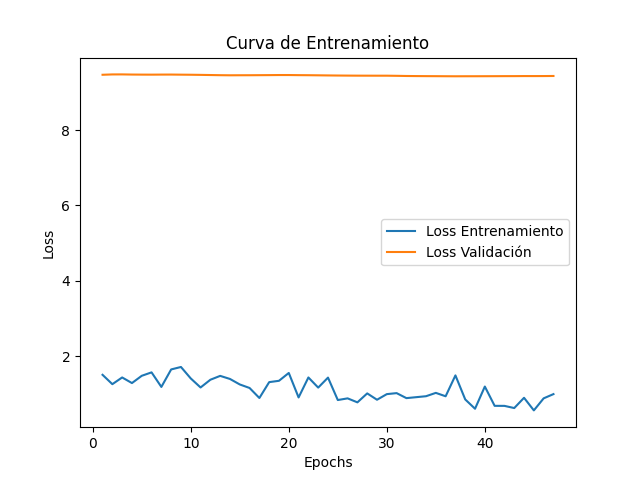 Curva de Entrenamiento
Loss
8
6
4
2
Loss Entrenamiento
Loss Validación
0
10
20
30
40
Epochs